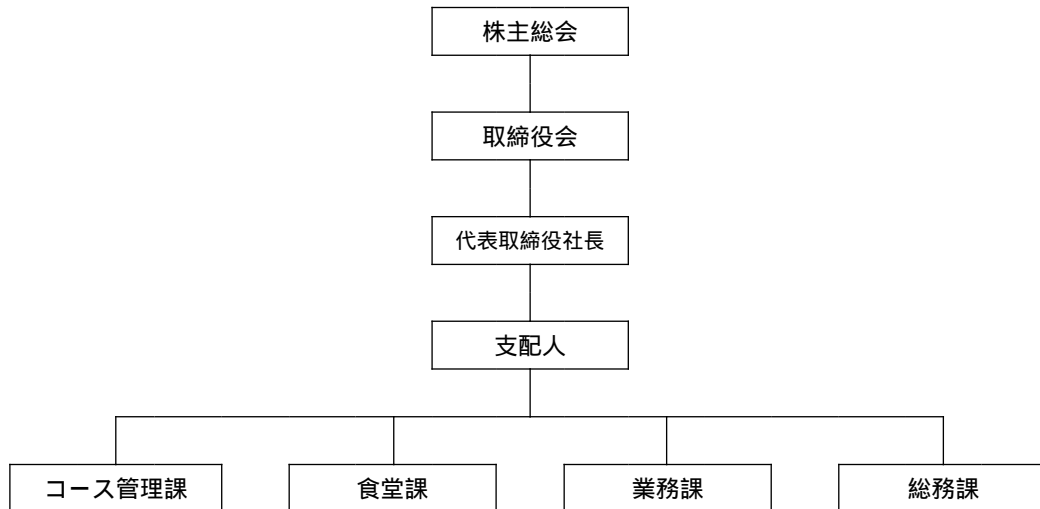 株主総会
取締役会
代表取締役社長
支配人
コース管理課
食堂課
業務課
総務課